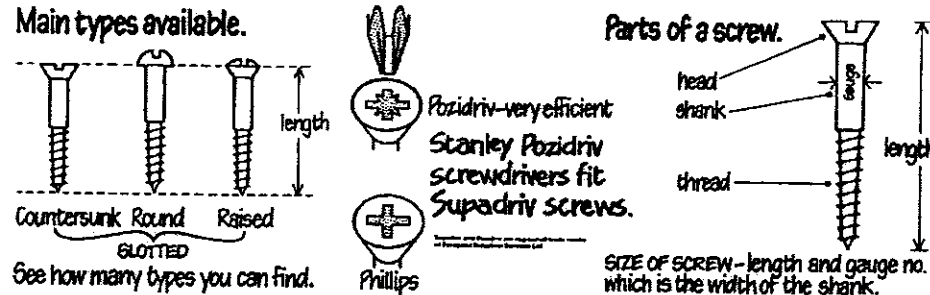 Main types available.
length
Countersunk Round Raised
SLOTTED
See how many types you can find.
Pozidriv-very efficient
Stanley Pozidriv
screwdrivers fit
Supadriv screws.
Phillips
Parts of a screw.
head
shank
gauge
length
thread
SIZE OF SCREW-length and gauge no.
which is the width of the shank.